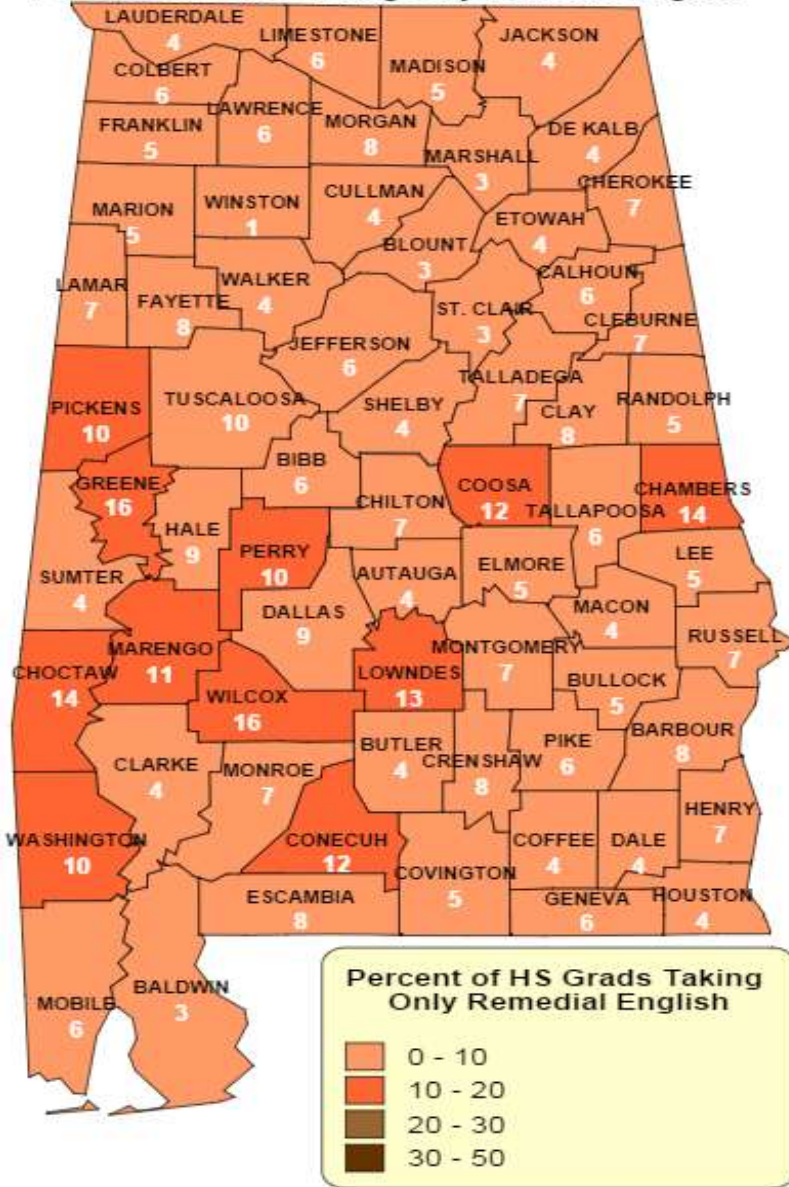 LAUDERDALE
4
LIMESTONE
6
MADISON
5
JACKSON
4
COLBERT
6
LAWRENCE
6
FRANKLIN
5
MORGAN
8
MARSHALL
3
DE KALB
4
CHEROKEE
7
MARION
5
WINSTON
1
CULLMAN
4
BLOUNT
3
ETOWAH
4
CALHOUN
6
CLEBURNE
7
LAMAR
7
FAYETTE
8
WALKER
4
JEFFERSON
6
ST. CLAIR
3
TALLADEGA
7
CLAY
8
RANDOLPH
5
PICKENS
10
TUSCALOOSA
10
SHELBY
4
BIBB
6
GREENE
16
HALE
9
PERRY
10
CHILTON
7
COOSA
12
TALLAPOOSA
6
CHAMBERS
14
SUMTER
4
AUTAUGA
4
ELMORE
5
LEE
5
MACON
4
RUSSELL
7
DALLAS
9
MARENGO
11
CHOCTAW
14
WILCOX
16
LOWNDES
13
MONTGOMERY
7
BULLOCK
5
BARBOUR
8
CLARKE
4
MONROE
7
BUTLER
4
CRENSHAW
8
PIKE
6
HENRY
7
WASHINGTON
10
CONECUH
12
COVINGTON
5
COFFEE
4
DALE
4
ESCAMBIA
8
GENEVA
6
HOUSTON
4
MOBILE
6
BALDWIN
3
Percent of HS Grads Taking
Only Remedial English
0 - 10
10 - 20
20 - 30
30 - 50